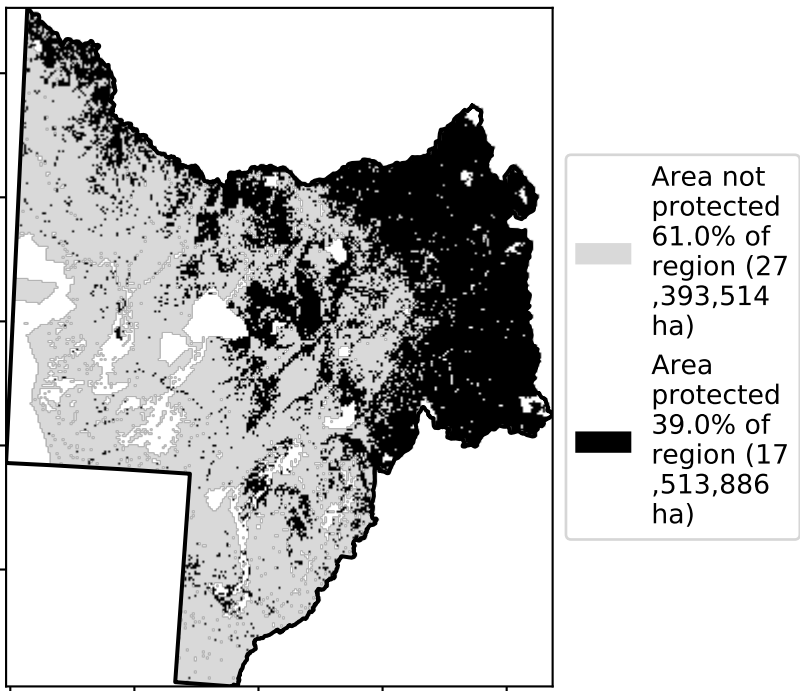 Area not
protected
61.0% of
region (27
,393,514
ha)
Area
protected
39.0% of
region (17
,513,886
ha)